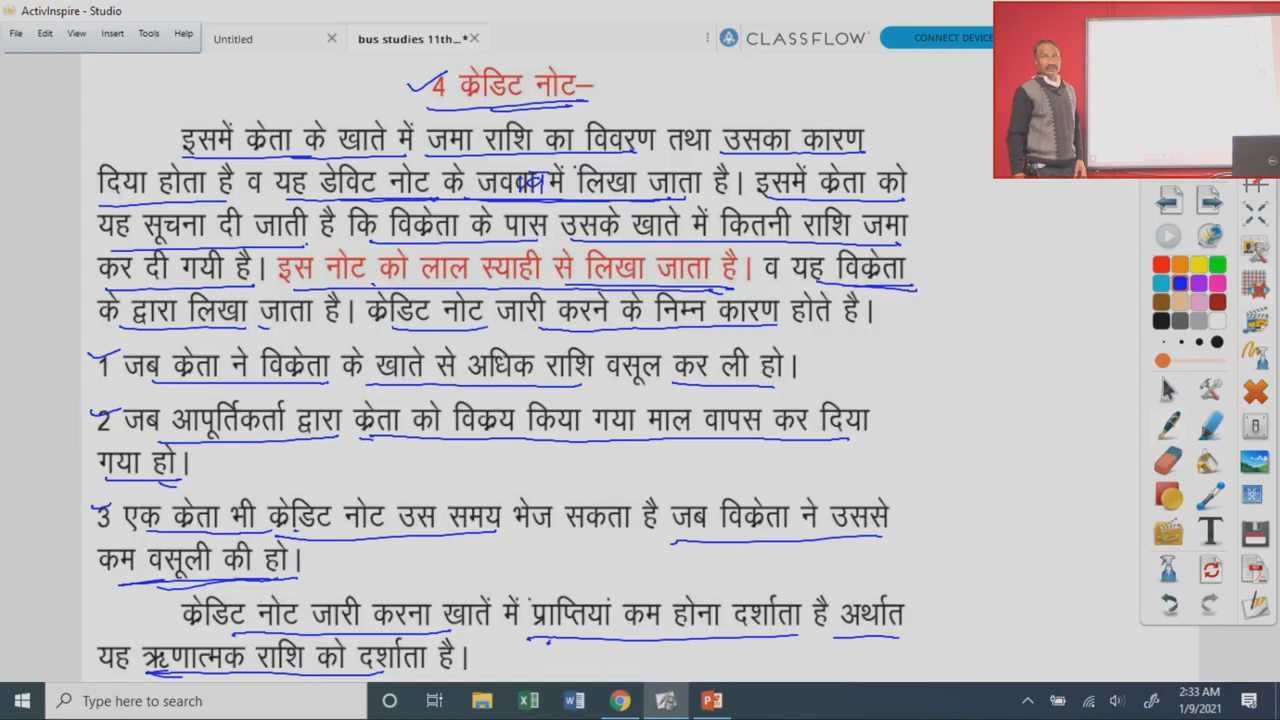 ActivInspire - Studio
File Edit View Insert Tools Help
Untitled
bus studies 11th...*
CLASSFLOW
CONNECT DEVICE
4 क्रेडिट नोट–
इसमें क्रेता के खाते में जमा राशि का विवरण तथा उसका कारण
दिया होता है व यह डेविट नोट के में लिखा जाता है। इसमें क्रेता को
यह सूचना दी जाती है कि विक्रेता के पास उसके खाते में कितनी राशि जमा
कर दी गयी है। इस नोट को लाल स्याही से लिखा जाता है। व यह विक्रेता
के द्वारा लिखा जाता है। क्रेडिट नोट जारी करने के निम्न कारण होते है।
1 जब क्रेता ने विक्रेता के खाते से अधिक राशि वसूल कर ली हो।
2 जब आपूर्तिकर्ता द्वारा क्रेता को विक्रय किया गया माल वापस कर दिया
गया हो।
3 एक क्रेता भी क्रेडिट नोट उस समय भेज सकता है जब विक्रेता ने उससे
कम वसूली की हो।
क्रेडिट नोट जारी करना खातें में प्राप्तियां कम होना दर्शाता है अर्थात
यह ऋणात्मक राशि को दर्शाता है।
Type here to search
2:33 AM
1/9/2021